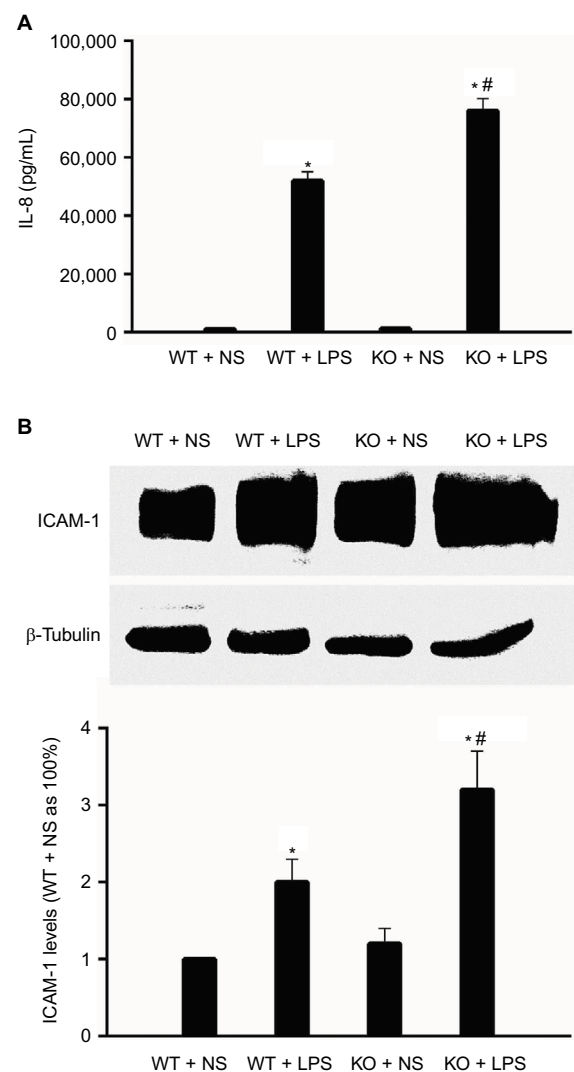 A
100,000
80,000
60,000
40,000
20,000
0
IL-8 (pg/mL)
*
* #
WT + NS WT + LPS KO + NS KO + LPS
B
WT + NS WT + LPS KO + NS KO + LPS
ICAM-1
β-Tubulin
4
3
2
1
0
ICAM-1 levels (WT + NS as 100%)
*
* #
WT + NS WT + LPS KO + NS KO + LPS